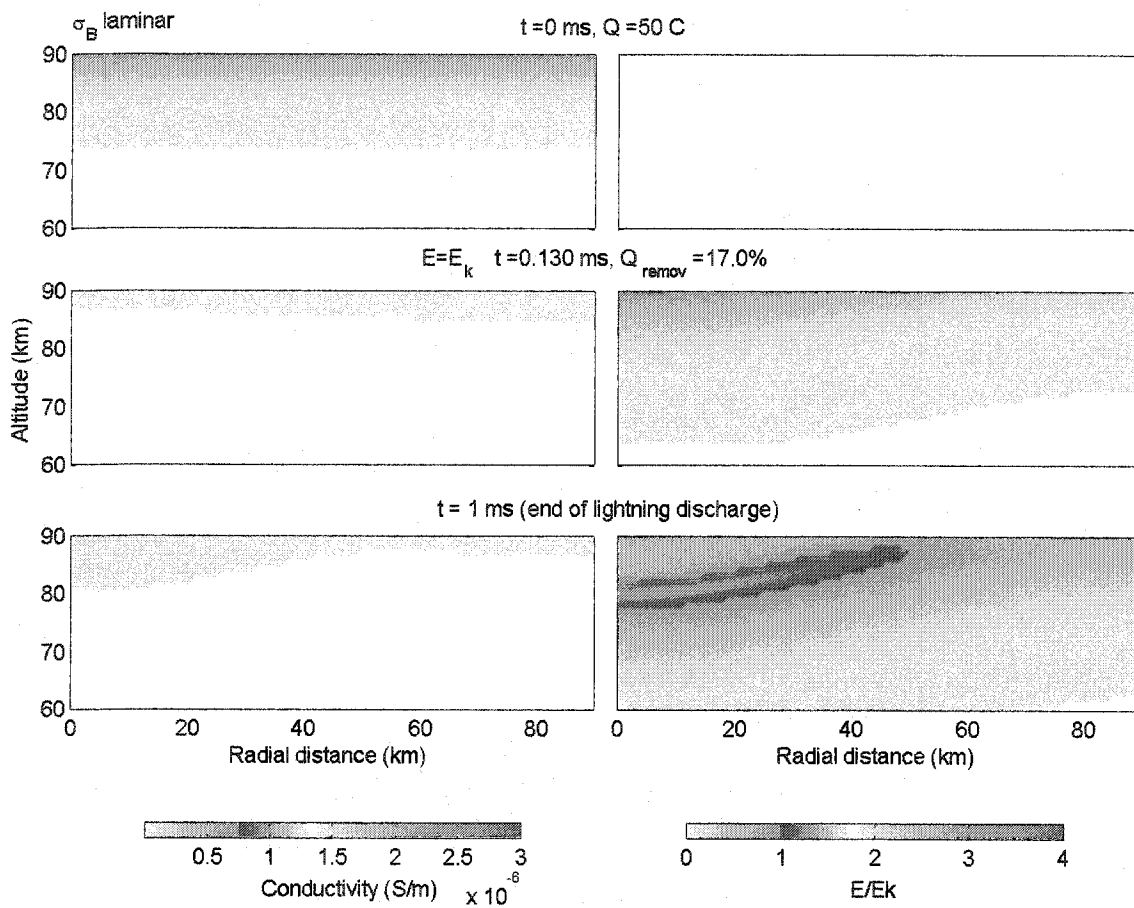 σB laminar
t=0 ms, Q =50 C
90
80
70
60
E=Ek t=0.130 ms, Qremov =17.0%
90
80
70
60
Altitude (km)
t = 1 ms (end of lightning discharge)
90
80
70
60
0 20 40 60 80
0 20 40 60 80
Radial distance (km)
Radial distance (km)
0.5 1 1.5 2 2.5 3
0 1 2 3 4
Conductivity (S/m) x 10^-6
E/Ek